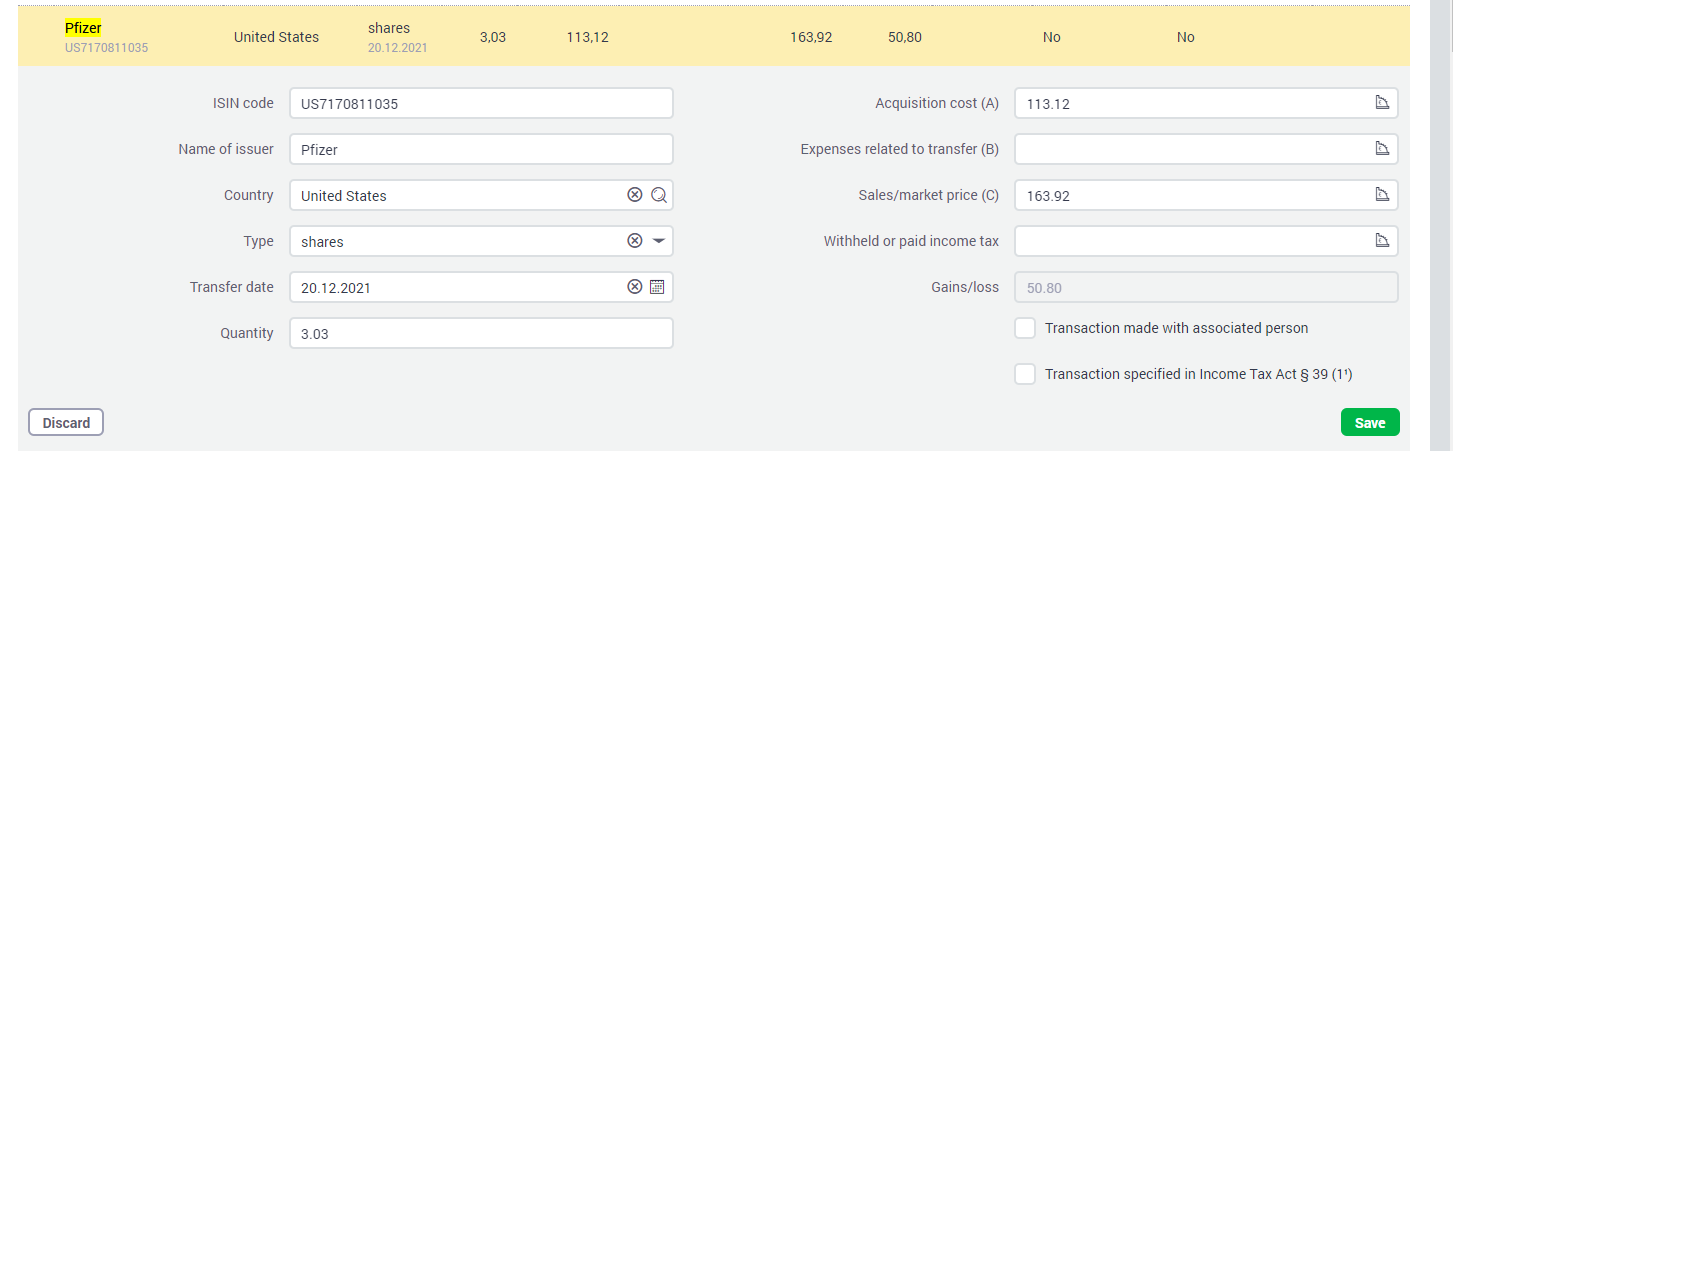 Pfizer
US7170811035
United States
shares
20.12.2021
3,03
113,12
163,92
50,80
No
No
ISIN code
US7170811035
Name of issuer
Pfizer
Country
United States
Type
shares
Transfer date
20.12.2021
Quantity
3.03
Acquisition cost (A)
113.12
Expenses related to transfer (B)
Sales/market price (C)
163.92
Withheld or paid income tax
Gains/loss
50.80
Transaction made with associated person
Transaction specified in Income Tax Act § 39 (1¹)
Discard
Save